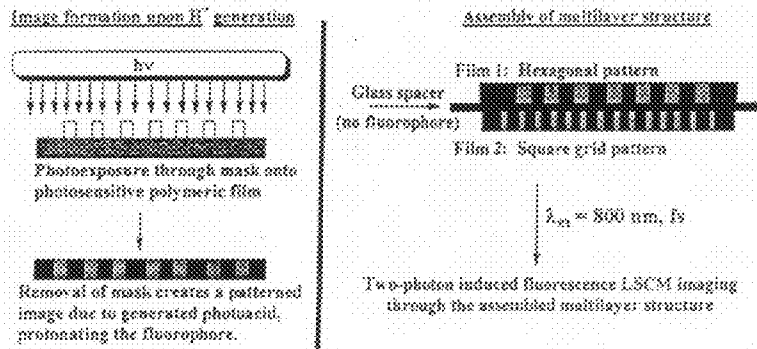 Image formation upon H⁺ generation
hν
Photoexposure through mask onto
photosensitive polymeric film
Removal of mask creates a patterned
image due to generated photoacid,
protonating the fluorophore.
Assembly of multilayer structure
Film 1: Hexagonal pattern
Glass spacer
(no fluorophore)
Film 2: Square grid pattern
λex = 800 nm, fs
Two-photon induced fluorescence LSCM imaging
through the assembled multilayer structure